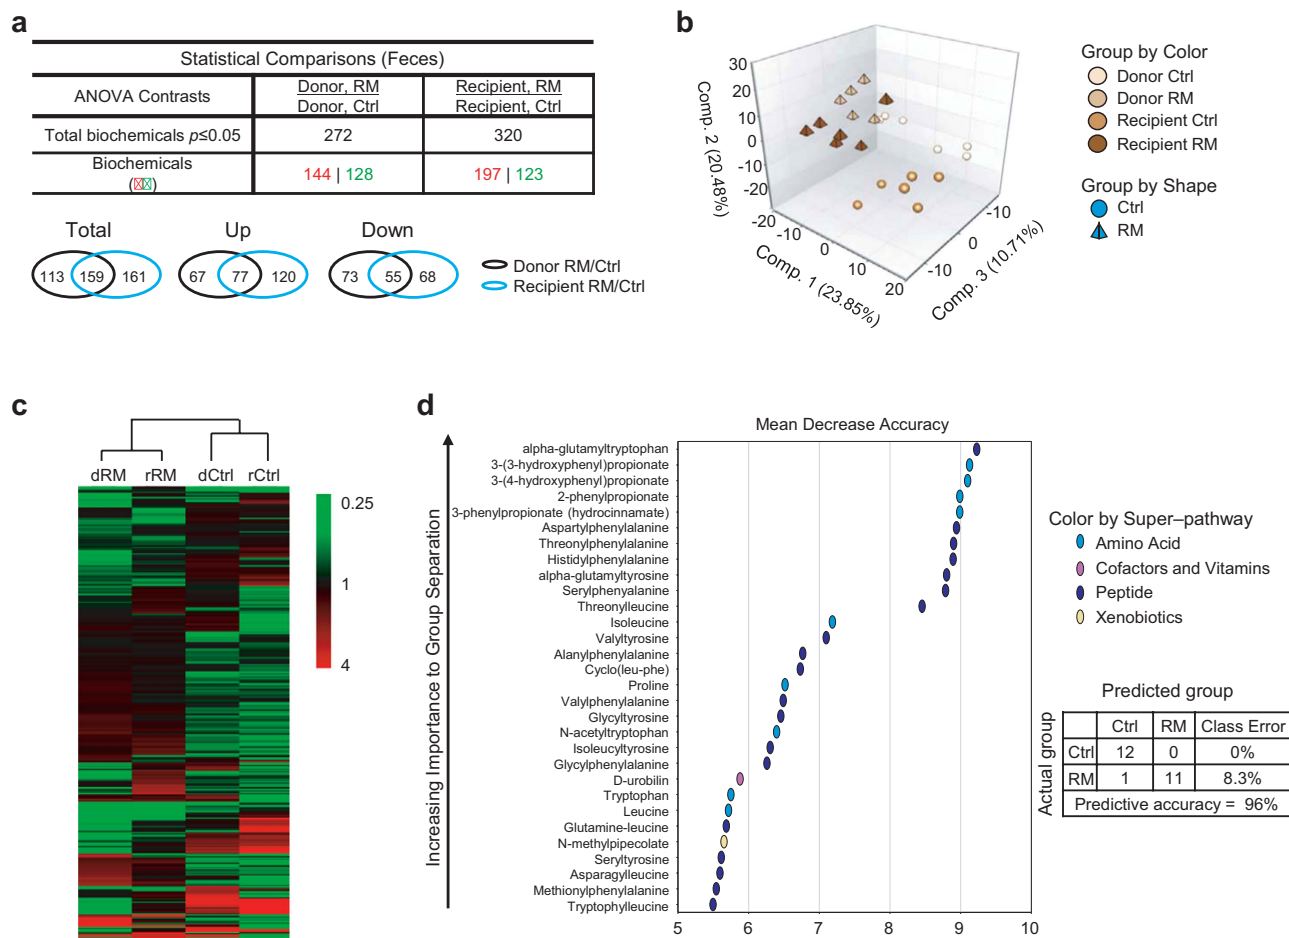 a
Statistical Comparisons (Feces)
ANOVA Contrasts
Donor, RM
Donor, Ctrl
Recipient, RM
Recipient, Ctrl
Total biochemicals p≤0.05
272
320
Biochemicals
144 | 128
197 | 123
Total
Up
Down
113 159 161
67 77 120
73 55 68
Donor RM/Ctrl
Recipient RM/Ctrl
b
30
20
10
0
-10
-20
Comp. 2 (20.48%)
-20
-10
0
10
20
Comp. 1 (23.85%)
-10
0
-10
Comp. 3 (10.71%)
Group by Color
Donor Ctrl
Donor RM
Recipient Ctrl
Recipient RM
Group by Shape
Ctrl
RM
c
dRM rRM dCtrl rCtrl
0.25
1
4
d
Mean Decrease Accuracy
Increasing Importance to Group Separation
alpha-glutamyltryptophan
3-(3-hydroxyphenyl)propionate
3-(4-hydroxyphenyl)propionate
2-phenylpropionate
3-phenylpropionate (hydrocinnamate)
Aspartylphenylalanine
Threonylphenylalanine
Histidylphenylalanine
alpha-glutamyltyrosine
Serylphenyalanine
Threonylleucine
Isoleucine
Valyltyrosine
Alanylphenylalanine
Cyclo(leu-phe)
Proline
Valylphenylalanine
Glycyltyrosine
N-acetyltryptophan
Isoleucyltyrosine
Glycylphenylalanine
D-urobilin
Tryptophan
Leucine
Glutamine-leucine
N-methylpipecolate
Seryltyrosine
Asparagylleucine
Methionylphenylalanine
Tryptophylleucine
5 6 7 8 9 10
Color by Super–pathway
Amino Acid
Cofactors and Vitamins
Peptide
Xenobiotics
Predicted group
Actual group
Ctrl RM Class Error
Ctrl 12 0 0%
RM 1 11 8.3%
Predictive accuracy = 96%